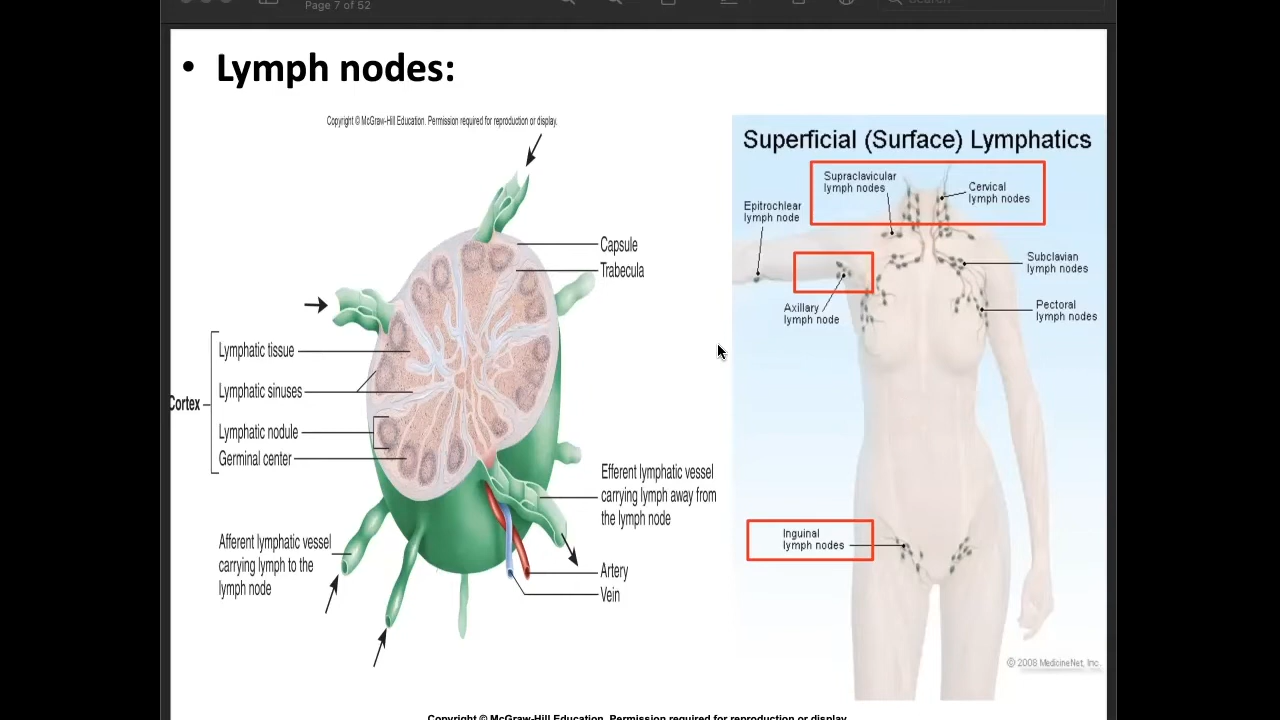 Page 7 of 52
Search
• Lymph nodes:
Copyright © McGraw-Hill Education. Permission required for reproduction or display.
Capsule
Trabecula
Lymphatic tissue
Lymphatic sinuses
Cortex
Lymphatic nodule
Germinal center
Efferent lymphatic vessel
carrying lymph away from
the lymph node
Afferent lymphatic vessel
carrying lymph to the
lymph node
Artery
Vein
Superficial (Surface) Lymphatics
Supraclavicular
lymph nodes
Cervical
lymph nodes
Epitrochlear
lymph node
Subclavian
lymph nodes
Axillary
lymph node
Pectoral
lymph nodes
Inguinal
lymph nodes
© 2008 MedicineNet, Inc.
Copyright © McGraw-Hill Education. Permission required for reproduction or display.